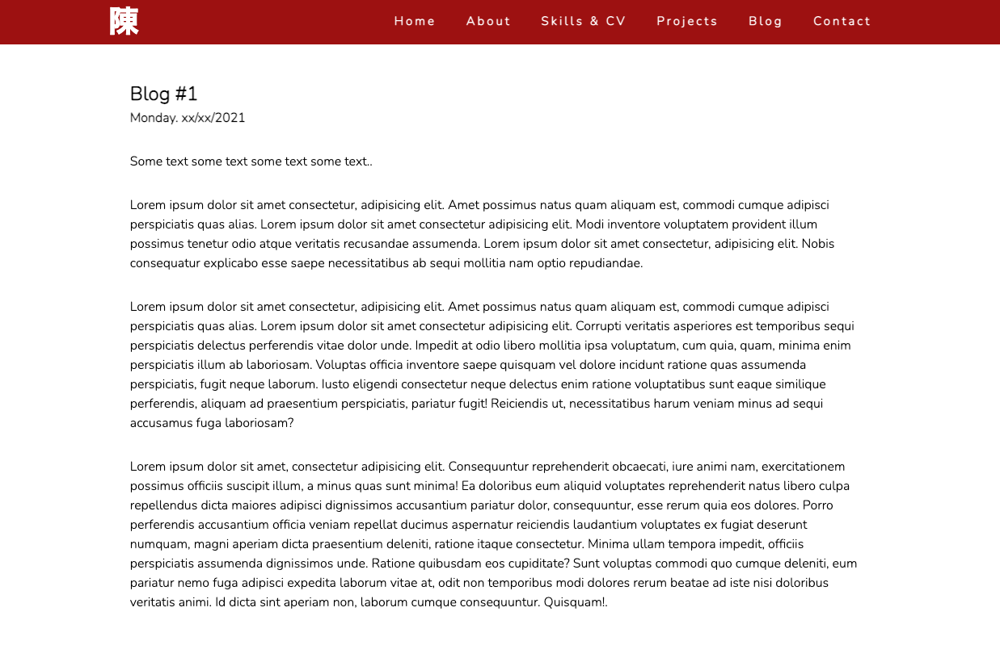 陳 Home About Skills & CV Projects Blog Contact
Blog #1
Monday. xx/xx/2021
Some text some text some text some text..
Lorem ipsum dolor sit amet consectetur, adipisicing elit. Amet possimus natus quam aliquam est, commodi cumque adipisci
perspiciatis quas alias. Lorem ipsum dolor sit amet consectetur adipisicing elit. Modi inventore voluptatem provident illum
possimus tenetur odio atque veritatis recusandae assumenda. Lorem ipsum dolor sit amet consectetur, adipisicing elit. Nobis
consequatur explicabo esse saepe necessitatibus ab sequi mollitia nam optio repudiandae.
Lorem ipsum dolor sit amet consectetur, adipisicing elit. Amet possimus natus quam aliquam est, commodi cumque adipisci
perspiciatis quas alias. Lorem ipsum dolor sit amet consectetur adipisicing elit. Corrupti veritatis asperiores est temporibus sequi
perspiciatis delectus perferendis vitae dolor unde. Impedit at odio libero mollitia ipsa voluptatum, cum quia, quam, minima enim
perspiciatis illum ab laboriosam. Voluptas officia inventore saepe quisquam vel dolore incidunt ratione quas assumenda
perspiciatis, fugit neque laborum. Iusto eligendi consectetur neque delectus enim ratione voluptatibus sunt eaque similique
perferendis, aliquam ad praesentium perspiciatis, pariatur fugit! Reiciendis ut, necessitatibus harum veniam minus ad sequi
accusamus fuga laboriosam?
Lorem ipsum dolor sit amet, consectetur adipisicing elit. Consequuntur reprehenderit obcaecati, iure animi nam, exercitationem
possimus officiis suscipit illum, a minus quas sunt minima! Ea doloribus eum aliquid voluptates reprehenderit natus libero culpa
repellendus dicta maiores adipisci dignissimos accusantium pariatur dolor, consequuntur, esse rerum quia eos dolores. Porro
perferendis accusantium officia veniam repellat ducimus aspernatur reiciendis laudantium voluptates ex fugiat deserunt
numquam, magni aperiam dicta praesentium deleniti, ratione itaque consectetur. Minima ullam tempora impedit, officiis
perspiciatis assumenda dignissimos unde. Ratione quibusdam eos cupiditate? Sunt voluptas commodi quo cumque deleniti, eum
pariatur nemo fuga adipisci expedita laborum vitae at, odit non temporibus modi dolores rerum beatae ad iste nisi doloribus
veritatis animi. Id dicta sint aperiam non, laborum cumque consequuntur. Quisquam!.